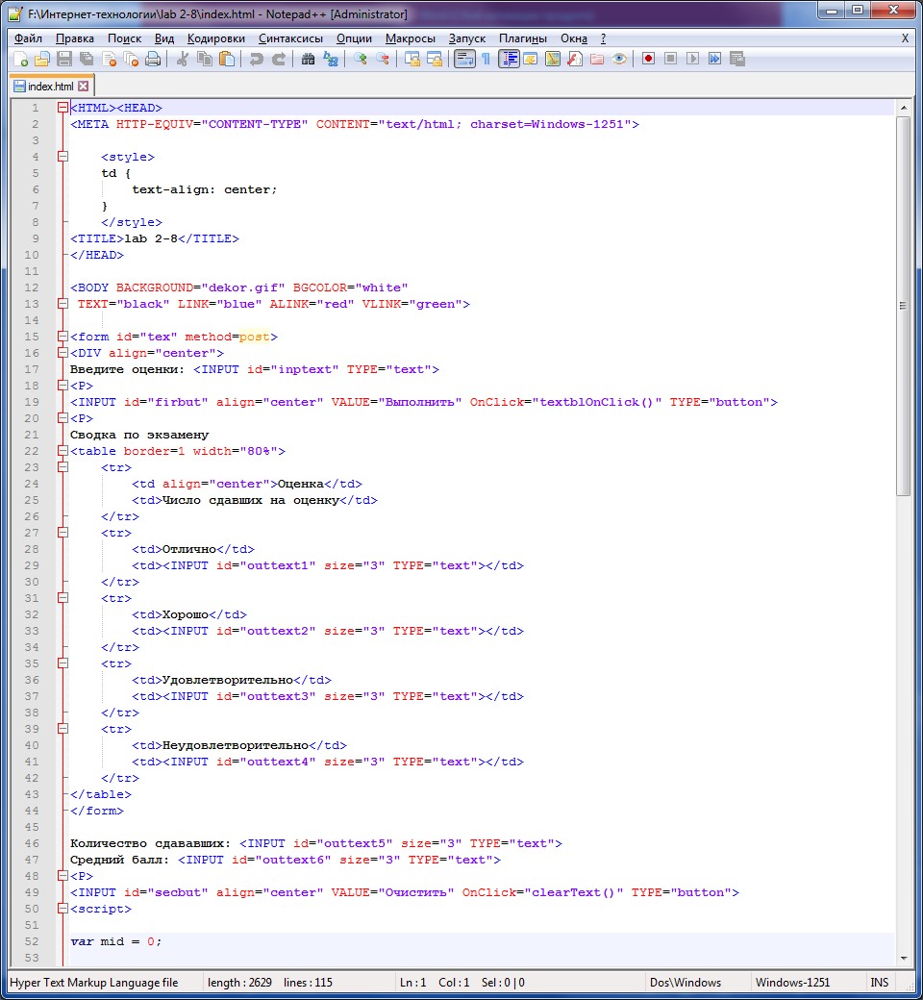 F:\Интернет-технологии\lab 2-8\index.html - Notepad++ [Administrator]
Файл Правка Поиск Вид Кодировки Синтаксисы Опции Макросы Запуск Плагины Окна ? X
index.html
1 <HTML><HEAD>
2 <META HTTP-EQUIV="CONTENT-TYPE" CONTENT="text/html; charset=Windows-1251">
3
4 <style>
5 td {
6 text-align: center;
7 }
8 </style>
9 <TITLE>lab 2-8</TITLE>
10 </HEAD>
11
12 <BODY BACKGROUND="dekor.gif" BGCOLOR="white"
13 TEXT="black" LINK="blue" ALINK="red" VLINK="green">
14
15 <form id="tex" method=post>
16 <DIV align="center">
17 Введите оценки: <INPUT id="inptext" TYPE="text">
18 <P>
19 <INPUT id="firbut" align="center" VALUE="Выполнить" OnClick="textblOnClick()" TYPE="button">
20 <P>
21 Сводка по экзамену
22 <table border=1 width="80%">
23 <tr>
24 <td align="center">Оценка</td>
25 <td>Число сдавших на оценку</td>
26 </tr>
27 <tr>
28 <td>Отлично</td>
29 <td><INPUT id="outtext1" size="3" TYPE="text"></td>
30 </tr>
31 <tr>
32 <td>Хорошо</td>
33 <td><INPUT id="outtext2" size="3" TYPE="text"></td>
34 </tr>
35 <tr>
36 <td>Удовлетворительно</td>
37 <td><INPUT id="outtext3" size="3" TYPE="text"></td>
38 </tr>
39 <tr>
40 <td>Неудовлетворительно</td>
41 <td><INPUT id="outtext4" size="3" TYPE="text"></td>
42 </tr>
43 </table>
44 </form>
45
46 Количество сдававших: <INPUT id="outtext5" size="3" TYPE="text">
47 Средний балл: <INPUT id="outtext6" size="3" TYPE="text">
48 <P>
49 <INPUT id="secbut" align="center" VALUE="Очистить" OnClick="clearText()" TYPE="button">
50 <script>
51
52 var mid = 0;
53
Hyper Text Markup Language file length : 2629 lines : 115 Ln : 1 Col : 1 Sel : 0 | 0 Dos\Windows Windows-1251 INS